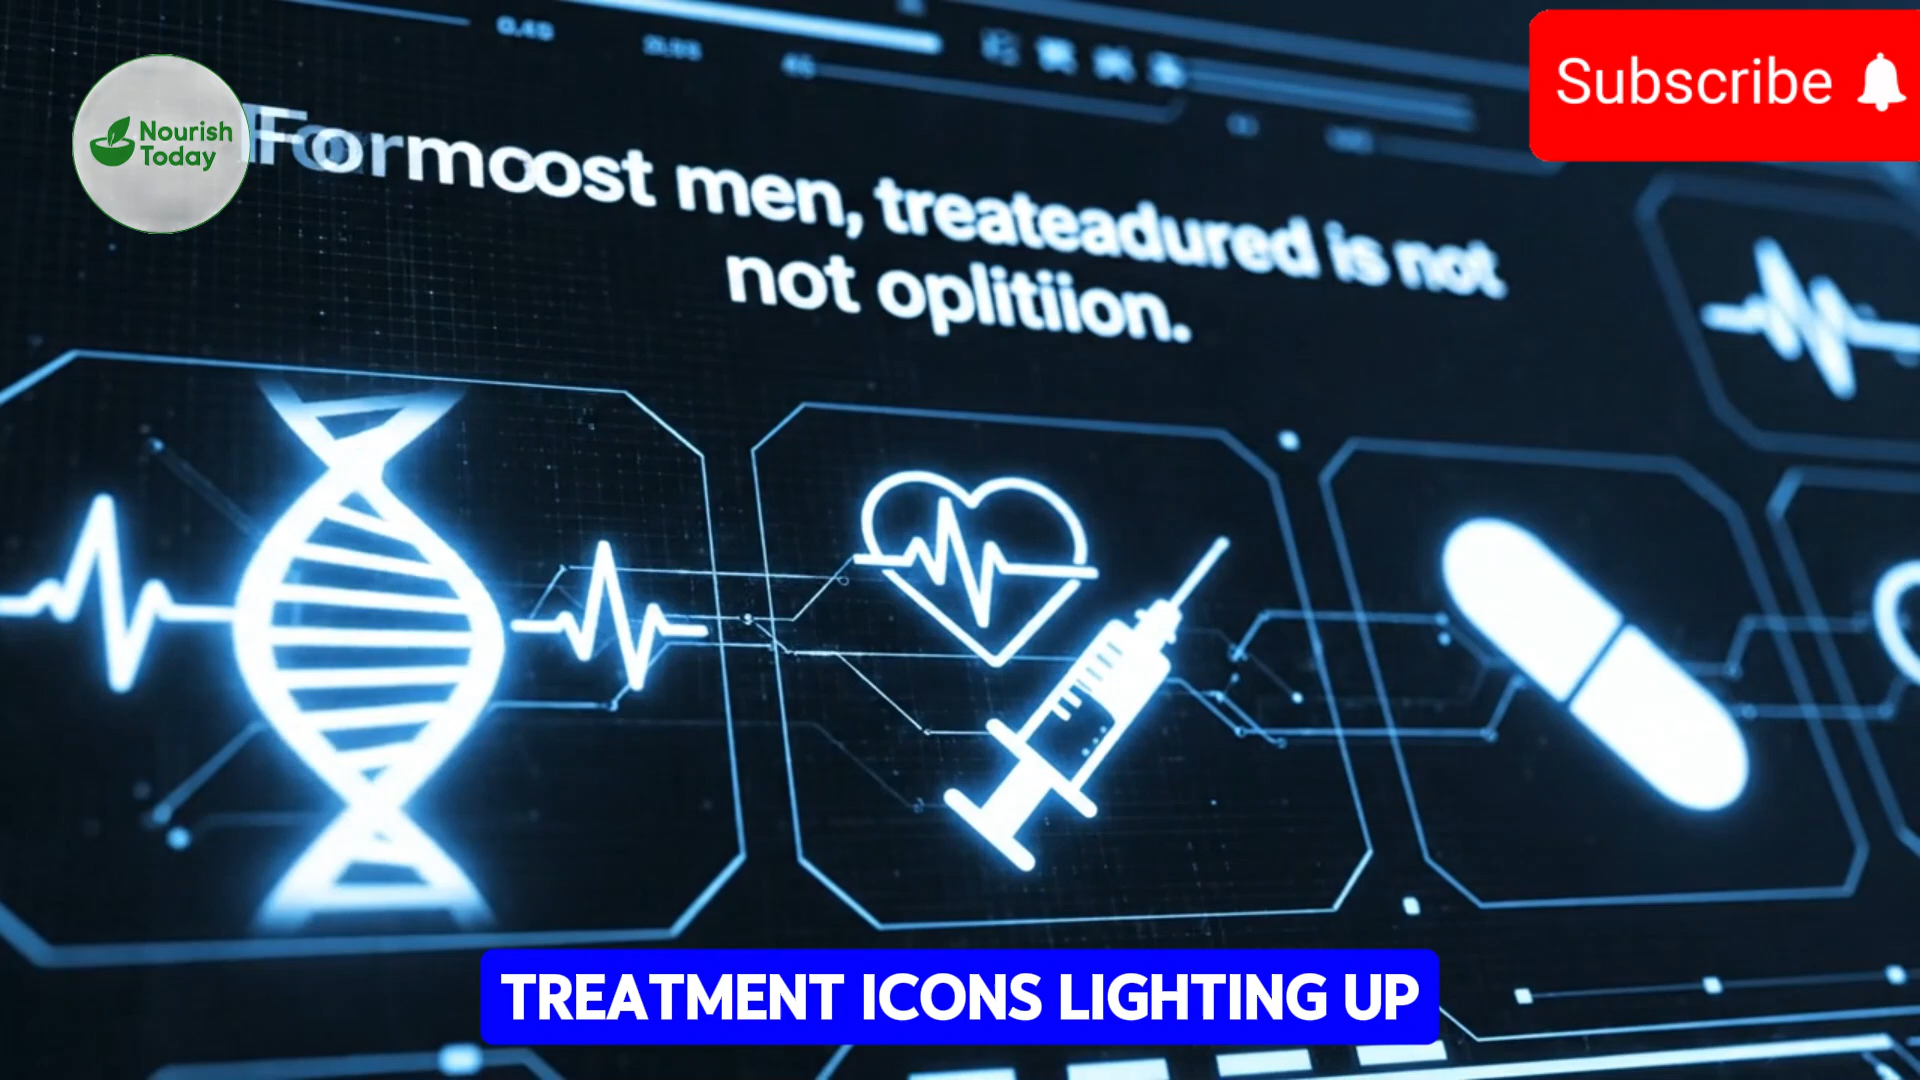 Subscribe
Nourish
Today
Formoost men, treateadured is not
not oplitiion.
TREATMENT ICONS LIGHTING UP